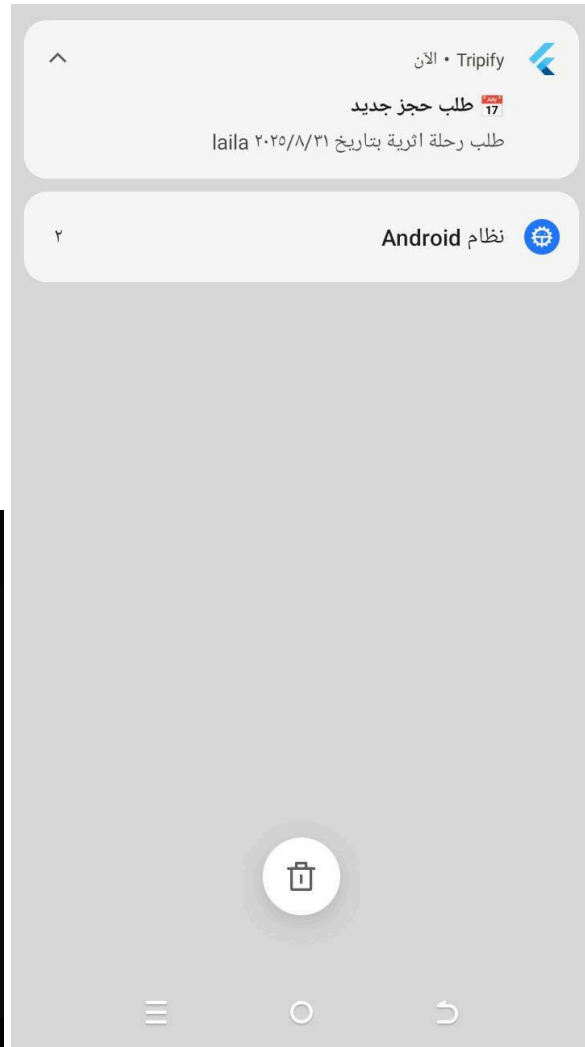 Tripify • الآن
📅 طلب حجز جديد
طلب رحلة اثرية بتاريخ ٢٠٢٥/٨/٣١ laila
نظام Android
٢